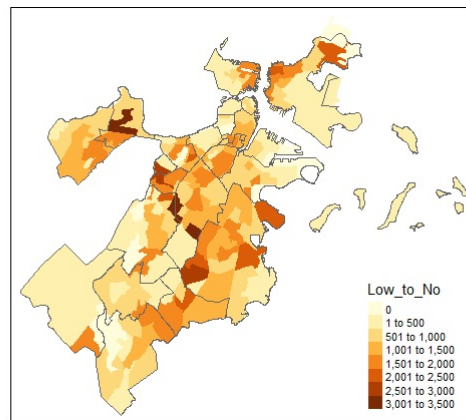 Low_to_No
0
1 to 500
501 to 1,000
1,001 to 1,500
1,501 to 2,000
2,001 to 2,500
2,501 to 3,000
3,001 to 3,500